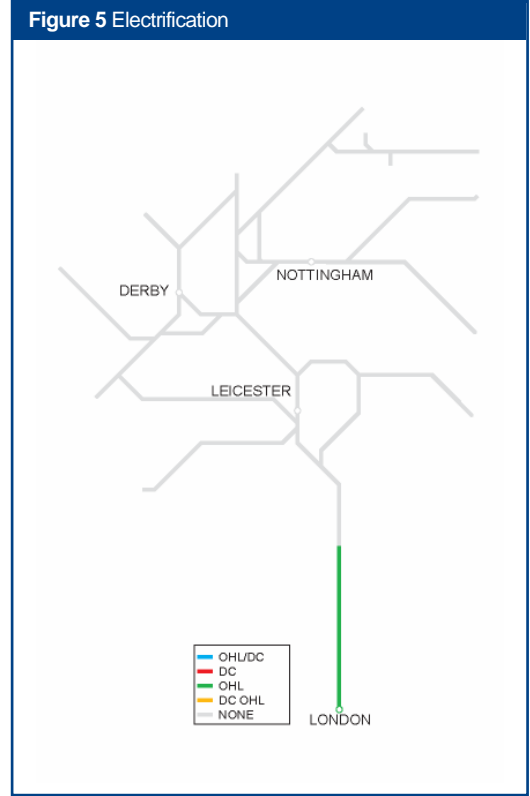 Figure 5 Electrification
NOTTINGHAM
DERBY
LEICESTER
OHL/DC
DC
OHL
DC OHL
NONE
LONDON